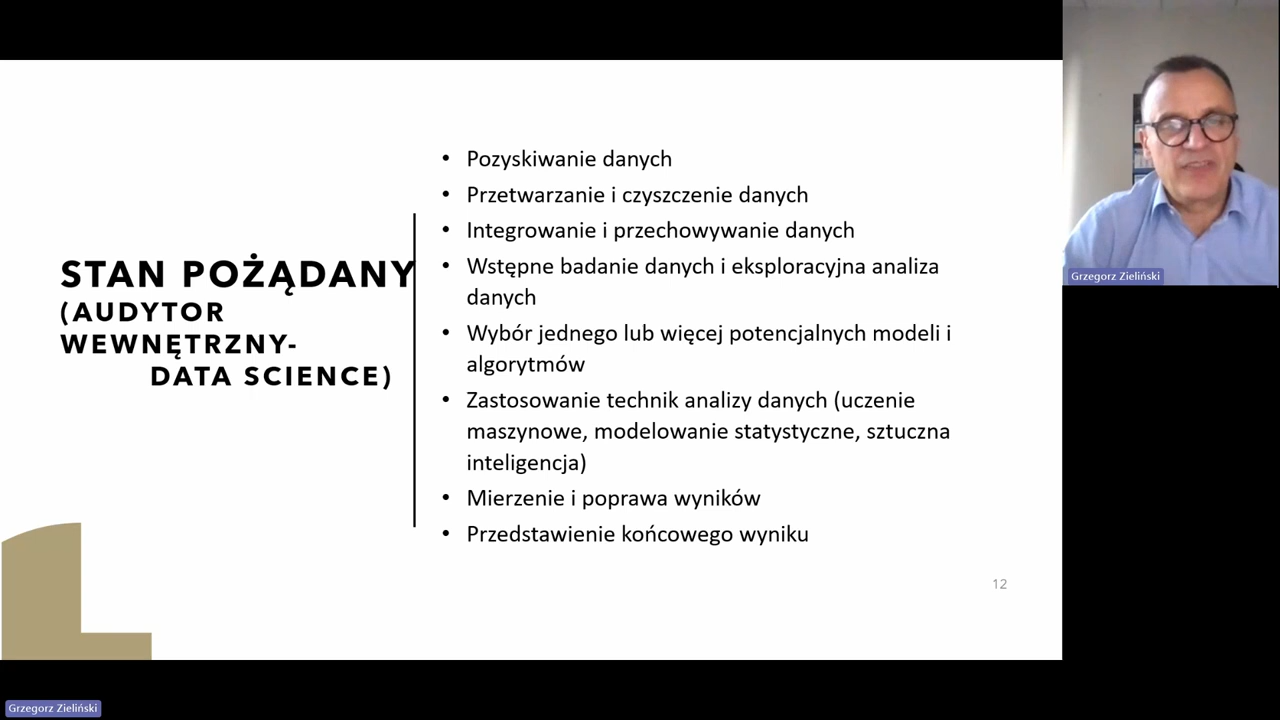 STAN POŻĄDANY
(AUDYTOR
WEWNĘTRZNY-
DATA SCIENCE)
• Pozyskiwanie danych
• Przetwarzanie i czyszczenie danych
• Integrowanie i przechowywanie danych
• Wstępne badanie danych i eksploracyjna analiza
danych
• Wybór jednego lub więcej potencjalnych modeli i
algorytmów
• Zastosowanie technik analizy danych (uczenie
maszynowe, modelowanie statystyczne, sztuczna
inteligencja)
• Mierzenie i poprawa wyników
• Przedstawienie końcowego wyniku
12
Grzegorz Zieliński
Grzegorz Zieliński